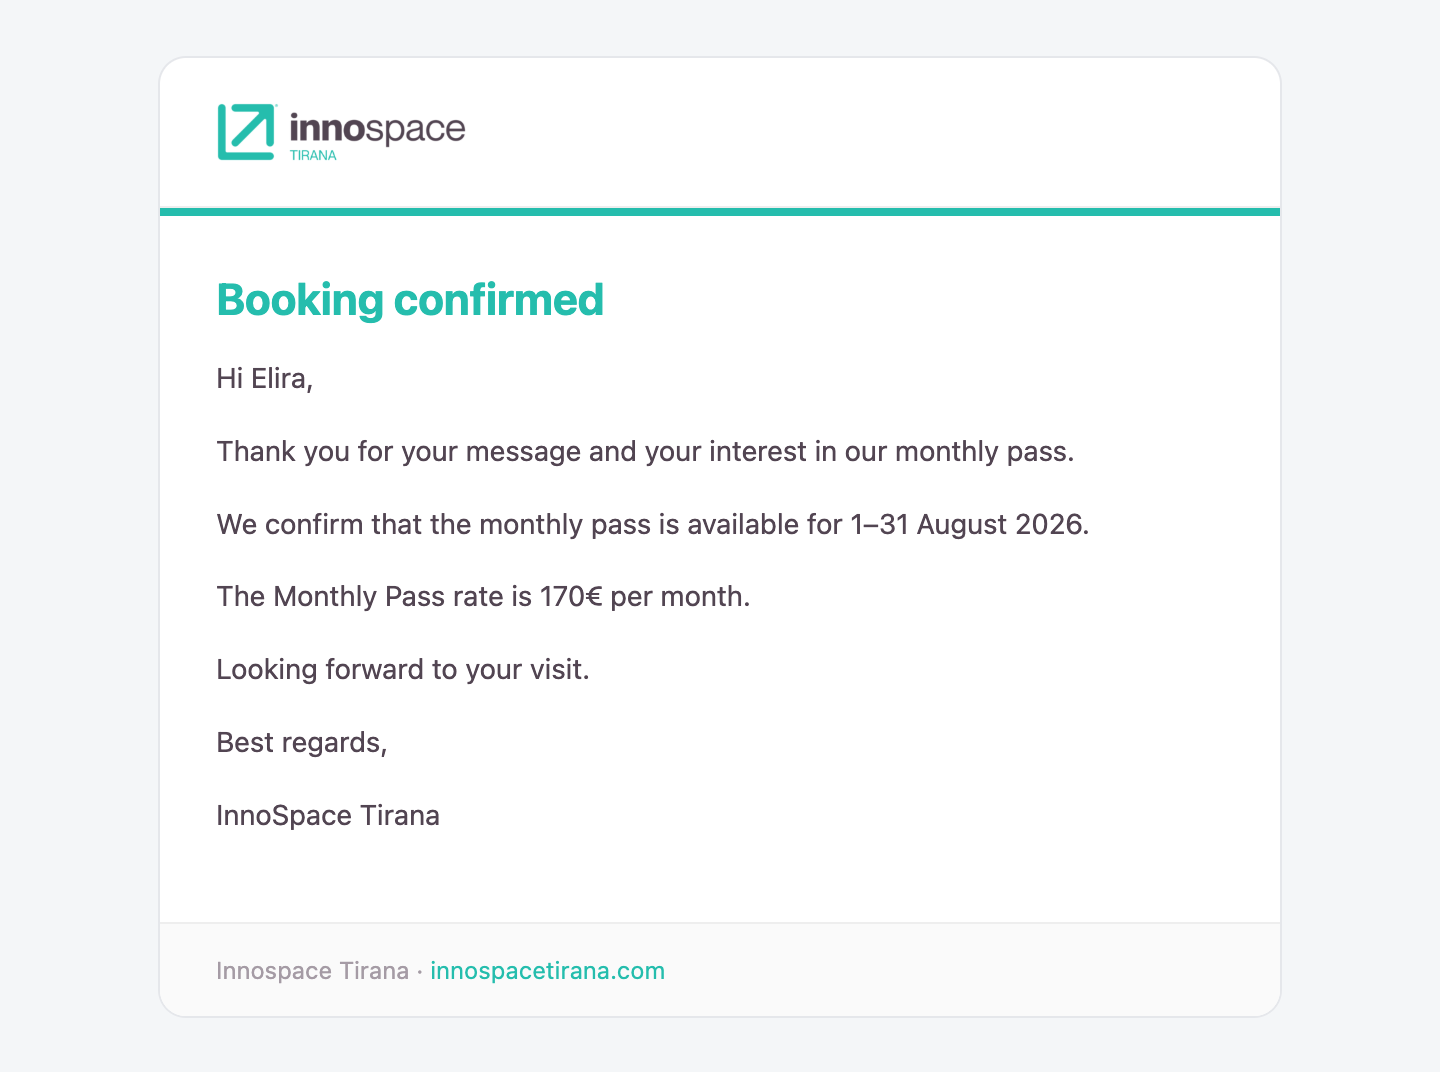 innospace
TIRANA
Booking confirmed
Hi Elira,
Thank you for your message and your interest in our monthly pass.
We confirm that the monthly pass is available for 1–31 August 2026.
The Monthly Pass rate is 170€ per month.
Looking forward to your visit.
Best regards,
InnoSpace Tirana
Innospace Tirana · innospacetirana.com